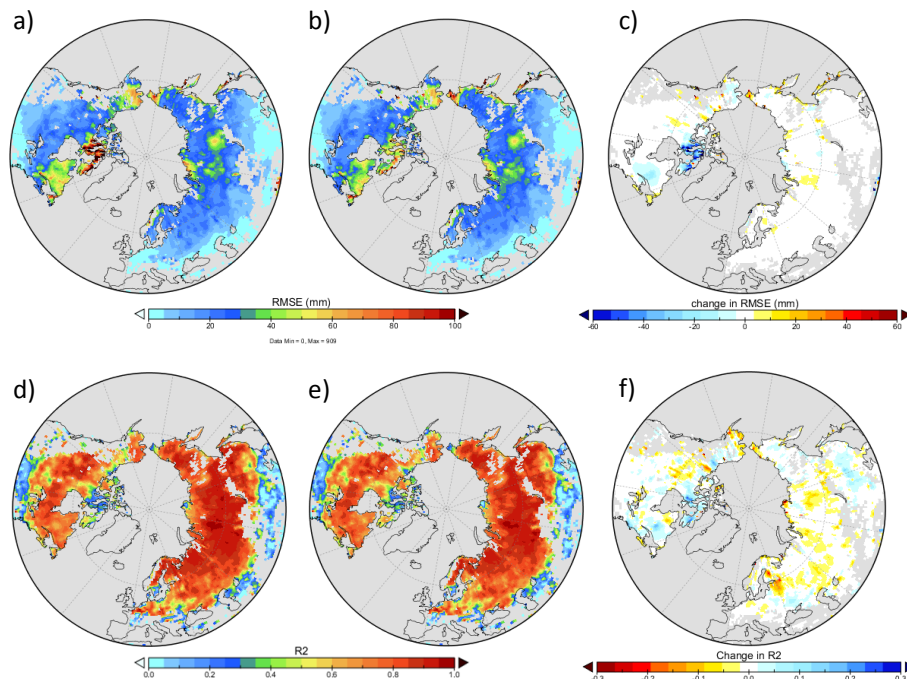 a)
b)
c)
RMSE (mm)
0 20 40 60 80 100
Data Min = 0, Max = 909
change in RMSE (mm)
-60 -40 -20 0 20 40 60
d)
e)
f)
R2
0.0 0.2 0.4 0.6 0.8 1.0
Change in R2
-0.3 -0.2 -0.1 0.0 0.1 0.2 0.3